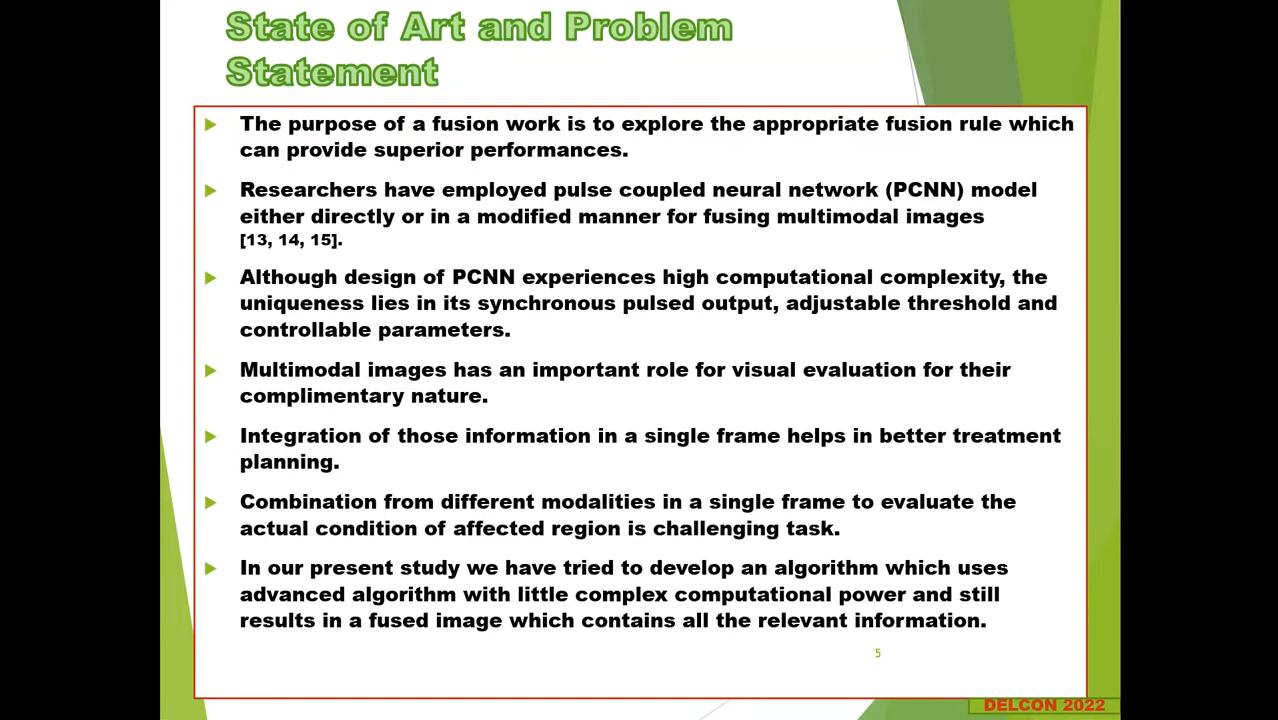 State of Art and Problem
Statement
The purpose of a fusion work is to explore the appropriate fusion rule which
can provide superior performances.
Researchers have employed pulse coupled neural network (PCNN) model
either directly or in a modified manner for fusing multimodal images
[13, 14, 15].
Although design of PCNN experiences high computational complexity, the
uniqueness lies in its synchronous pulsed output, adjustable threshold and
controllable parameters.
Multimodal images has an important role for visual evaluation for their
complimentary nature.
Integration of those information in a single frame helps in better treatment
planning.
Combination from different modalities in a single frame to evaluate the
actual condition of affected region is challenging task.
In our present study we have tried to develop an algorithm which uses
advanced algorithm with little complex computational power and still
results in a fused image which contains all the relevant information.
5
DELCON 2022